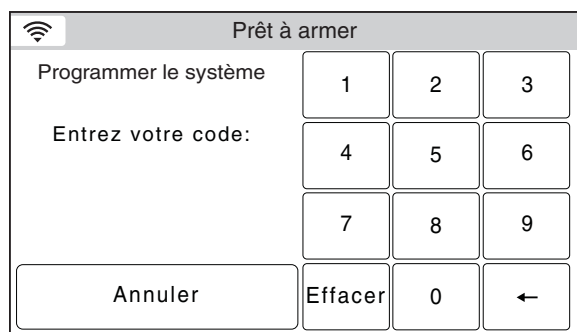 Prêt à armer
Programmer le système
Entrez votre code:
1 2 3
4 5 6
7 8 9
Annuler Effacer 0 ←